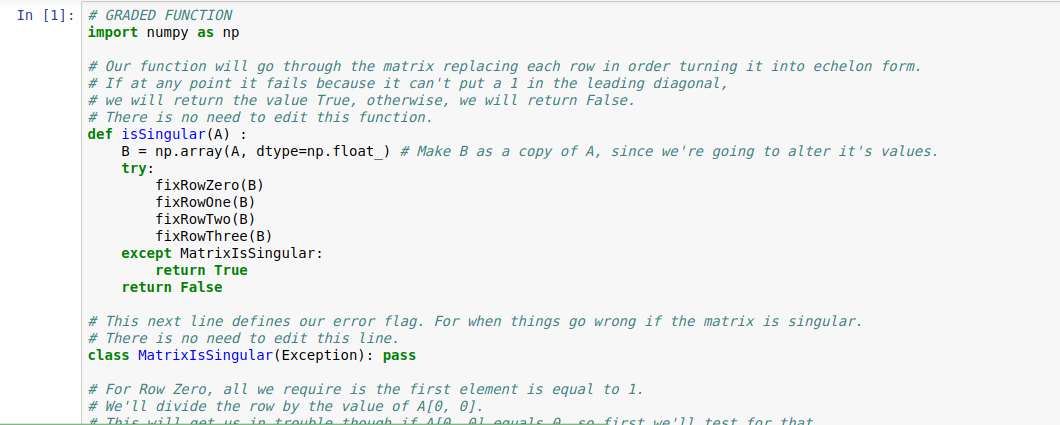 In [1]: # GRADED FUNCTION
import numpy as np
# Our function will go through the matrix replacing each row in order turning it into echelon form.
# If at any point it fails because it can't put a 1 in the leading diagonal,
# we will return the value True, otherwise, we will return False.
# There is no need to edit this function.
def isSingular(A) :
    B = np.array(A, dtype=np.float_) # Make B as a copy of A, since we're going to alter it's values.
    try:
        fixRowZero(B)
        fixRowOne(B)
        fixRowTwo(B)
        fixRowThree(B)
    except MatrixIsSingular:
        return True
    return False
# This next line defines our error flag. For when things go wrong if the matrix is singular.
# There is no need to edit this line.
class MatrixIsSingular(Exception): pass
# For Row Zero, all we require is the first element is equal to 1.
# We'll divide the row by the value of A[0, 0].
# This will get us in trouble though if A[0, 0] equals 0, so first we'll test for that